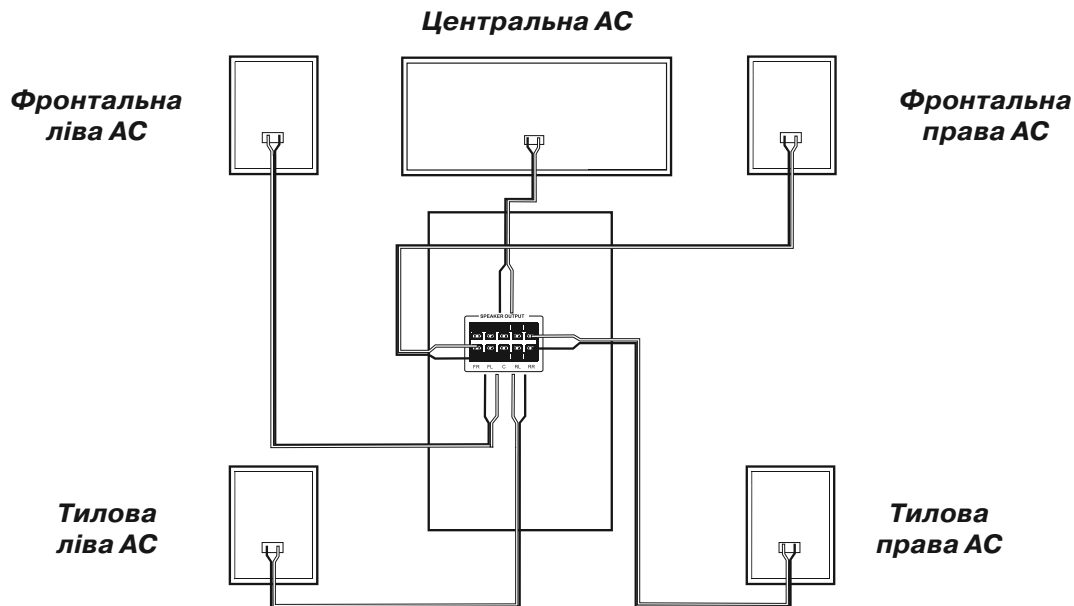 Центральна АС
Фронтальна
ліва АС
Фронтальна
права АС
SPEAKER OUTPUT
FR FL C RL RR
Тилова
ліва АС
Тилова
права АС